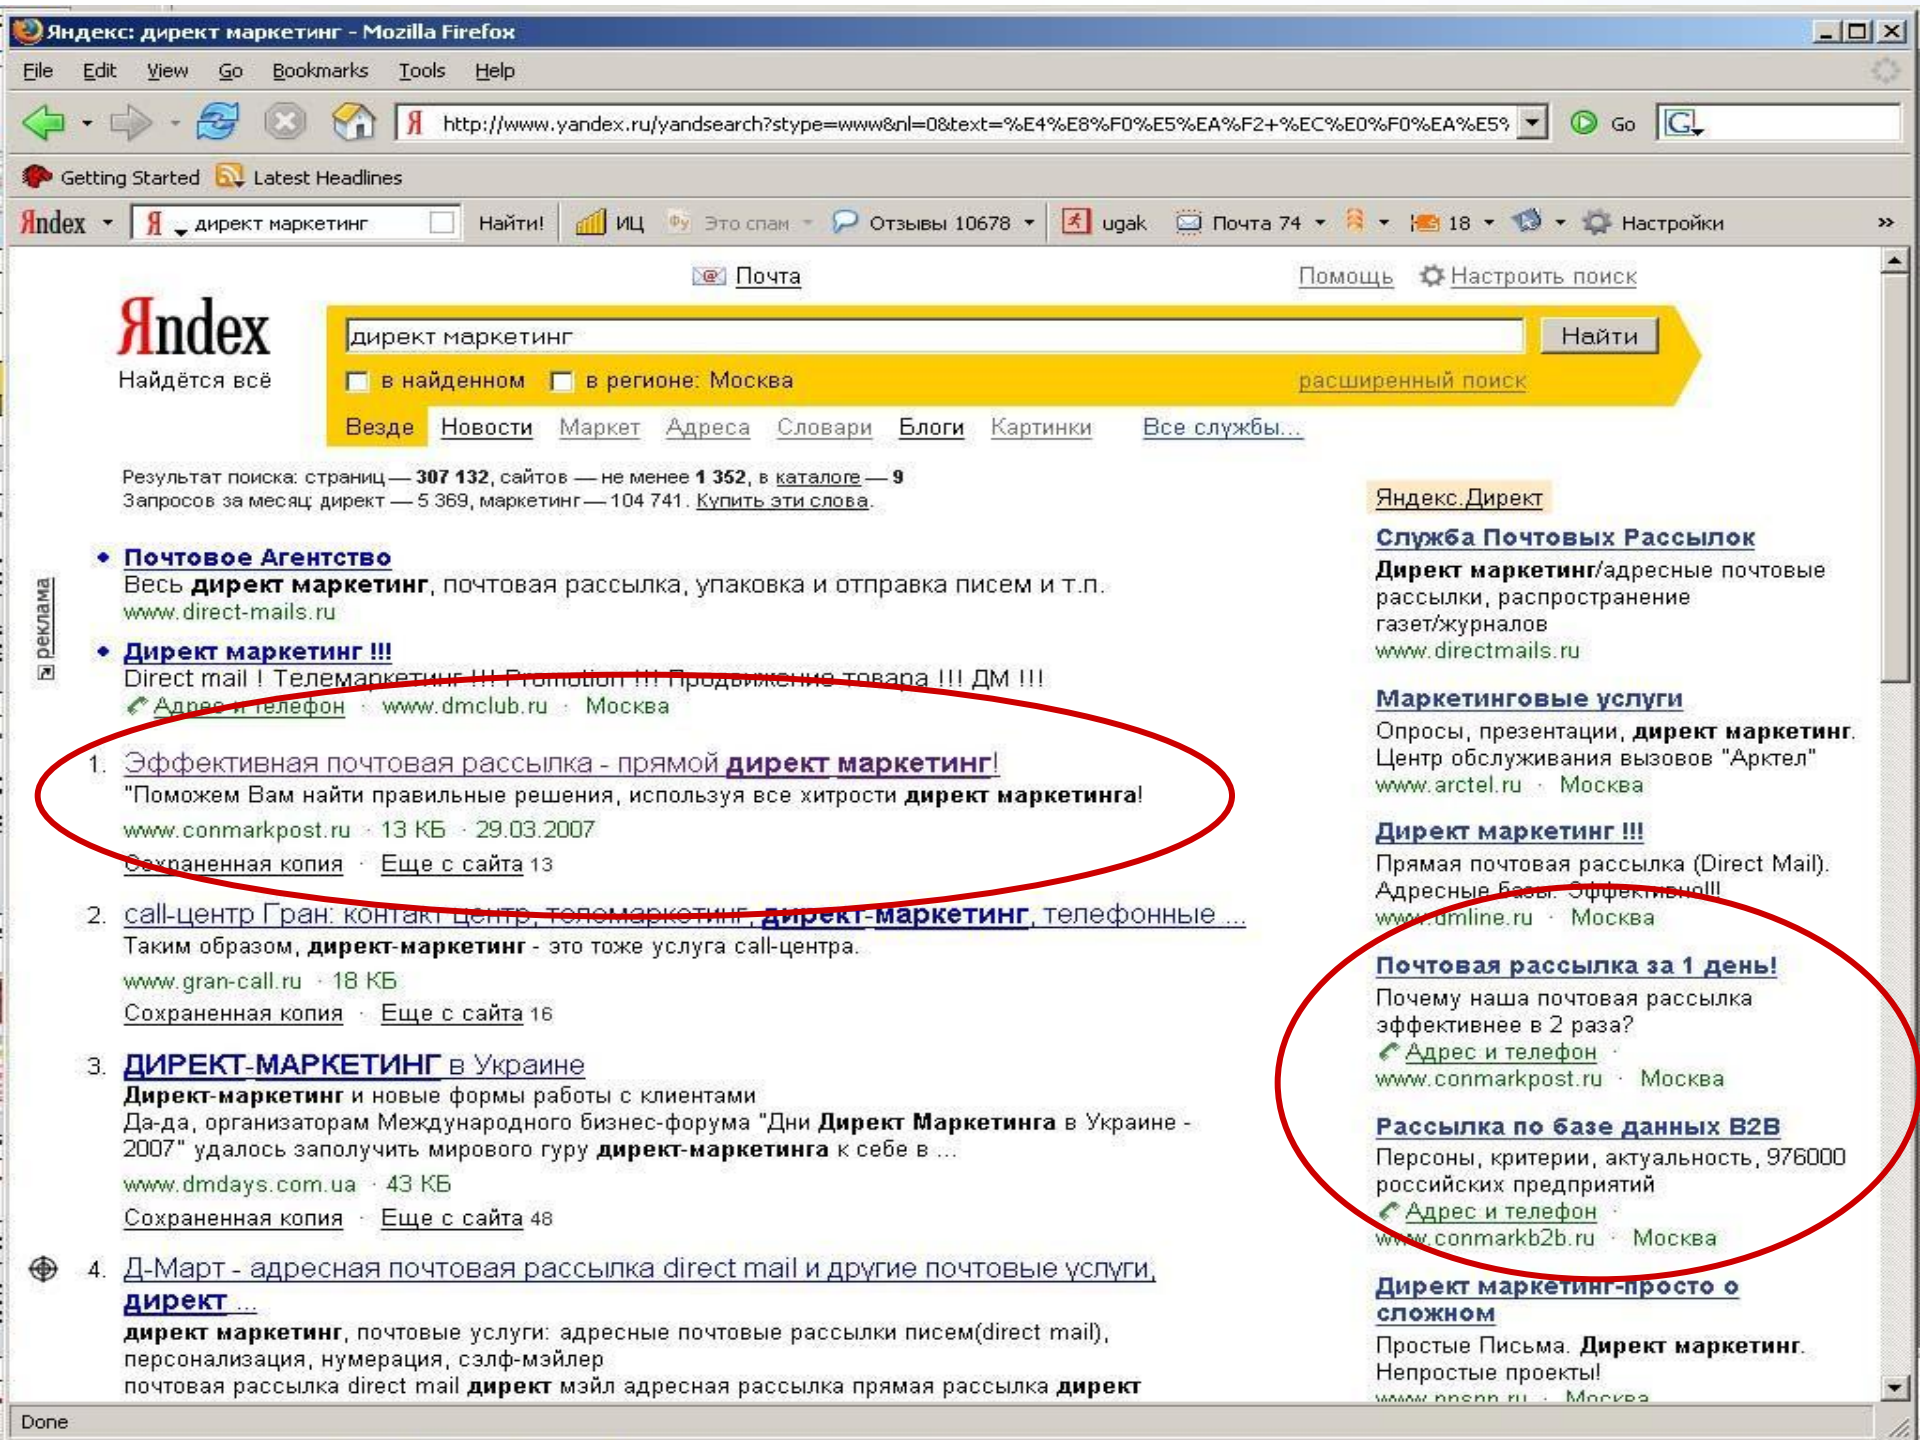 Яндекс: директ маркетинг - Mozilla Firefox
File Edit View Go Bookmarks Tools Help
http://www.yandex.ru/yandsearch?stype=www&nl=0&text=%E4%E8%F0%E5%EA%F2+%EC%E0%F0%EA%E5% Go
Getting Started Latest Headlines
Яndex Я директ маркетинг Найти! ИЦ Фу Это спам Отзывы 10678 ugak Почта 74 18 Настройки »
Почта Помощь Настроить поиск
Яndex
Найдётся всё
директ маркетинг Найти
в найденном в регионе: Москва расширенный поиск
Везде Новости Маркет Адреса Словари Блоги Картинки Все службы...
Результат поиска: страниц — 307 132, сайтов — не менее 1 352, в каталоге — 9
Запросов за месяц: директ — 5 369, маркетинг — 104 741. Купить эти слова.
реклама
• Почтовое Агентство
Весь директ маркетинг, почтовая рассылка, упаковка и отправка писем и т.п.
www.direct-mails.ru
• Директ маркетинг !!!
Direct mail ! Телемаркетинг !!! Promotion !!! Продвижение товара !!! ДМ !!!
Адрес и телефон · www.dmclub.ru · Москва
1. Эффективная почтовая рассылка - прямой директ маркетинг!
"Поможем Вам найти правильные решения, используя все хитрости директ маркетинга!
www.conmarkpost.ru · 13 КБ · 29.03.2007
Сохраненная копия · Еще с сайта 13
2. call-центр Гран: контакт центр, телемаркетинг, директ-маркетинг, телефонные ...
Таким образом, директ-маркетинг - это тоже услуга call-центра.
www.gran-call.ru · 18 КБ
Сохраненная копия · Еще с сайта 16
3. ДИРЕКТ-МАРКЕТИНГ в Украине
Директ-маркетинг и новые формы работы с клиентами
Да-да, организаторам Международного бизнес-форума "Дни Директ Маркетинга в Украине -
2007" удалось заполучить мирового гуру директ-маркетинга к себе в ...
www.dmdays.com.ua · 43 КБ
Сохраненная копия · Еще с сайта 48
4. Д-Март - адресная почтовая рассылка direct mail и другие почтовые услуги,
директ ...
директ маркетинг, почтовые услуги: адресные почтовые рассылки писем(direct mail),
персонализация, нумерация, сэлф-мэйлер
почтовая рассылка direct mail директ мэйл адресная рассылка прямая рассылка директ
Яндекс.Директ
Служба Почтовых Рассылок
Директ маркетинг/адресные почтовые
рассылки, распространение
газет/журналов
www.directmails.ru
Маркетинговые услуги
Опросы, презентации, директ маркетинг.
Центр обслуживания вызовов "Арктел"
www.arctel.ru · Москва
Директ маркетинг !!!
Прямая почтовая рассылка (Direct Mail).
Адресные базы. Эффективно!!!
www.dmline.ru · Москва
Почтовая рассылка за 1 день!
Почему наша почтовая рассылка
эффективнее в 2 раза?
Адрес и телефон ·
www.conmarkpost.ru · Москва
Рассылка по базе данных B2B
Персоны, критерии, актуальность, 976000
российских предприятий
Адрес и телефон ·
www.conmarkb2b.ru · Москва
Директ маркетинг-просто о
сложном
Простые Письма. Директ маркетинг.
Непростые проекты!
Москва
Done